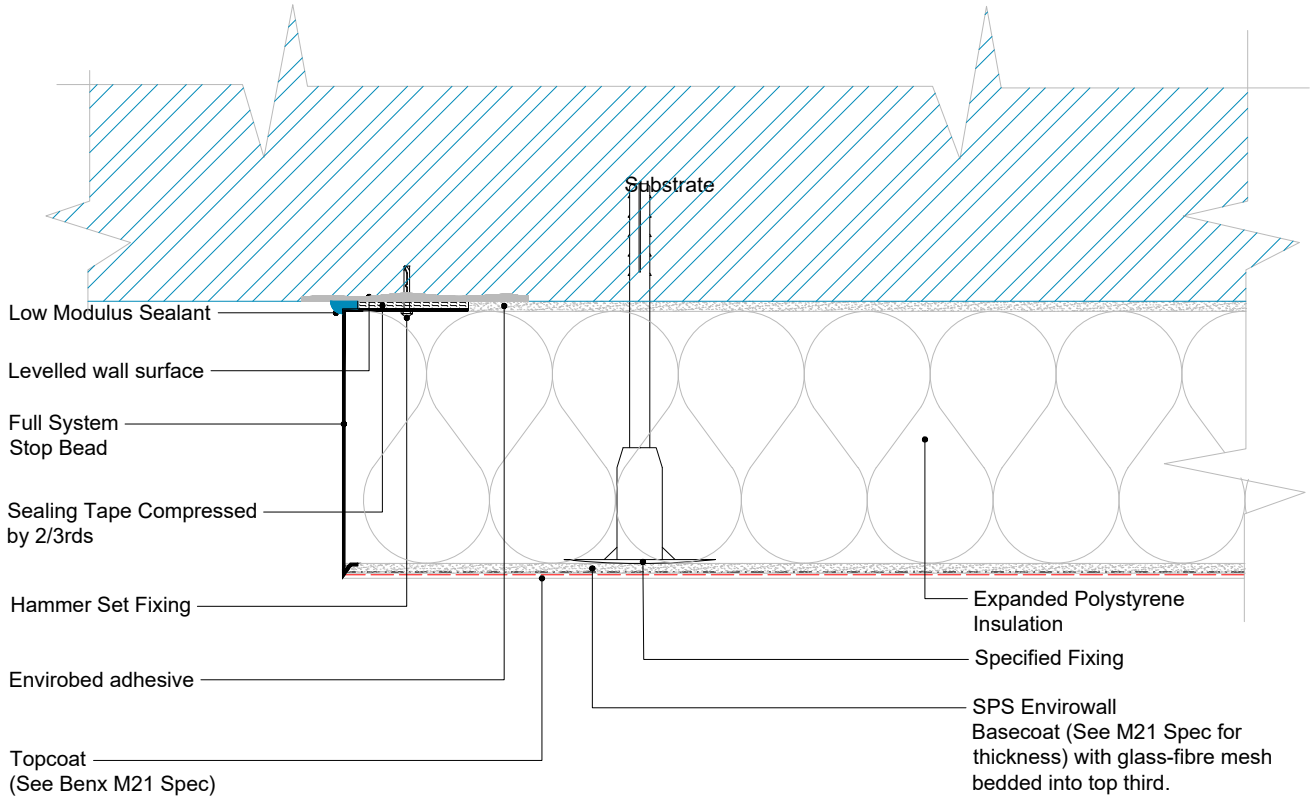 Substrate
Low Modulus Sealant
Levelled wall surface
Full System
Stop Bead
Sealing Tape Compressed
by 2/3rds
Hammer Set Fixing
Envirobed adhesive
Topcoat
(See Benx M21 Spec)
Expanded Polystyrene
Insulation
Specified Fixing
SPS Envirowall
Basecoat (See M21 Spec for
thickness) with glass-fibre mesh
bedded into top third.